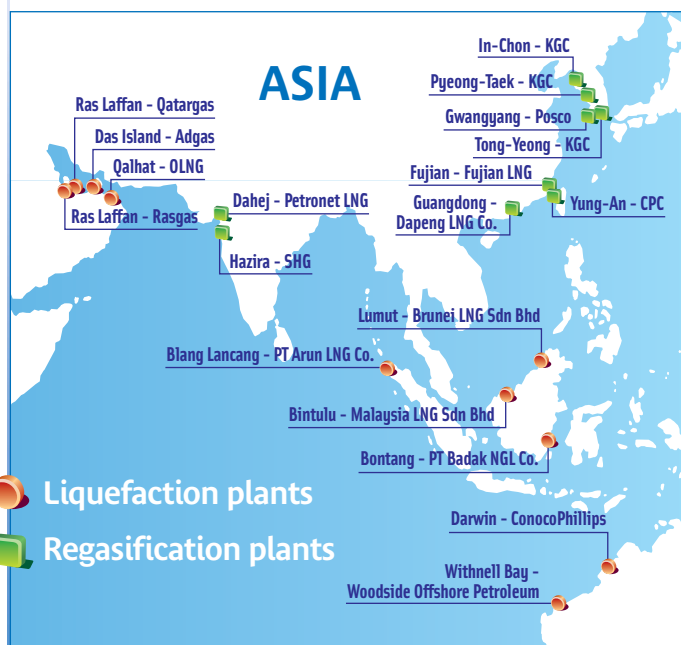 ASIA
In-Chon - KGC
Pyeong-Taek - KGC
Gwangyang - Posco
Tong-Yeong - KGC
Ras Laffan - Qatargas
Das Island - Adgas
Qalhat - OLNG
Ras Laffan - Rasgas
Dahej - Petronet LNG
Hazira - SHG
Fujian - Fujian LNG
Guangdong -
Dapeng LNG Co.
Yung-An - CPC
Lumut - Brunei LNG Sdn Bhd
Blang Lancang - PT Arun LNG Co.
Bintulu - Malaysia LNG Sdn Bhd
Bontang - PT Badak NGL Co.
Liquefaction plants
Regasification plants
Darwin - ConocoPhillips
Withnell Bay -
Woodside Offshore Petroleum